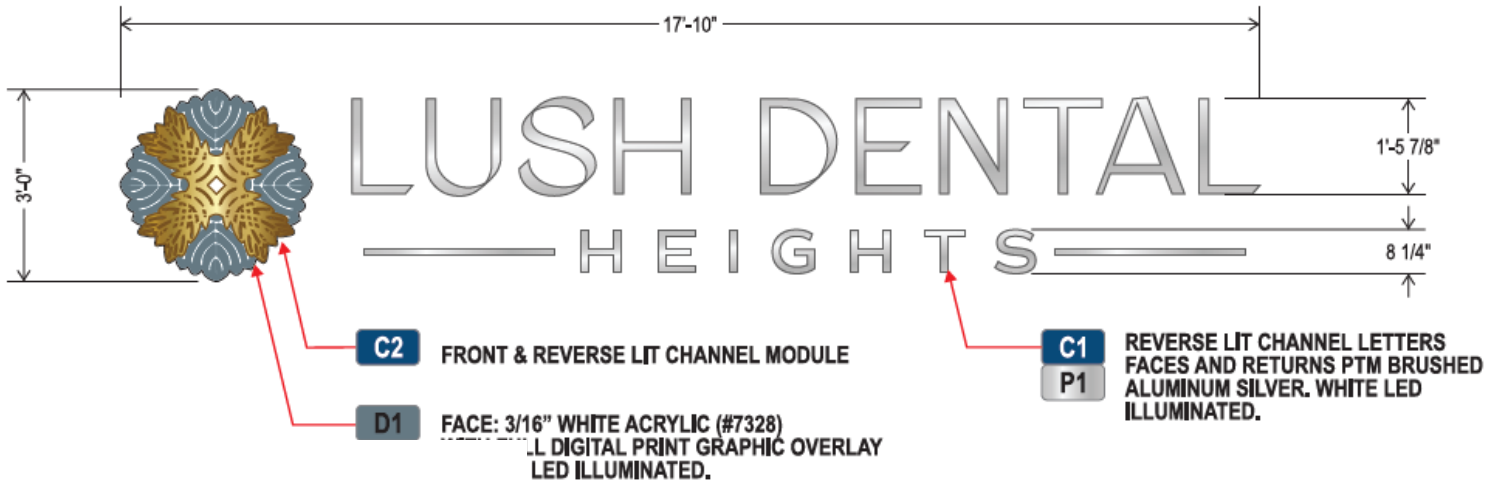 17'-10"
3'-0"
LUSH DENTAL
1'-5 7/8"
HEIGHTS
8 1/4"
C2
FRONT & REVERSE LIT CHANNEL MODULE
D1
FACE: 3/16” WHITE ACRYLIC (#7328)
DIGITAL PRINT GRAPHIC OVERLAY
LED ILLUMINATED.
C1
P1
REVERSE LIT CHANNEL LETTERS
FACES AND RETURNS PTM BRUSHED
ALUMINUM SILVER. WHITE LED
ILLUMINATED.